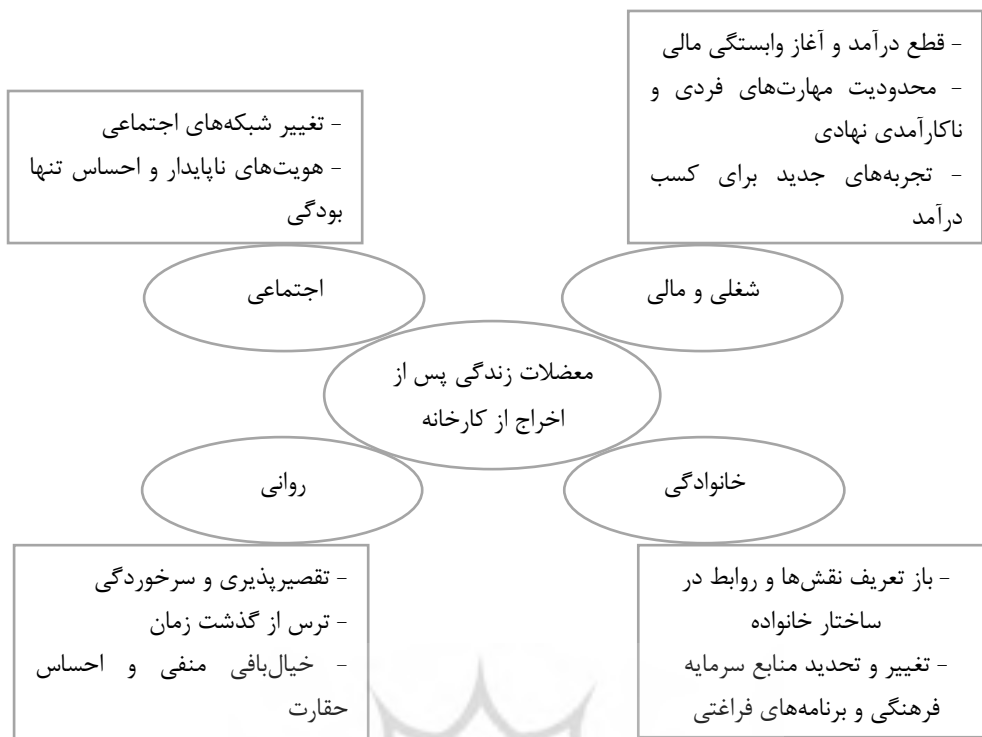 - قطع درآمد و آغاز وابستگی مالی
- محدودیت مهارت‌های فردی و
ناکارآمدی نهادی
- تجربه‌های جدید برای کسب
درآمد
- تغییر شبکه‌های اجتماعی
- هویت‌های ناپایدار و احساس تنها
بودگی
شغلی و مالی
اجتماعی
معضلات زندگی پس از
اخراج از کارخانه
خانوادگی
روانی
- باز تعریف نقش‌ها و روابط در
ساختار خانواده
- تغییر و تحدید منابع سرمایه
فرهنگی و برنامه‌های فراغتی
- تقصیرپذیری و سرخوردگی
- ترس از گذشت زمان
- خیال‌بافی منفی و احساس
حقارت